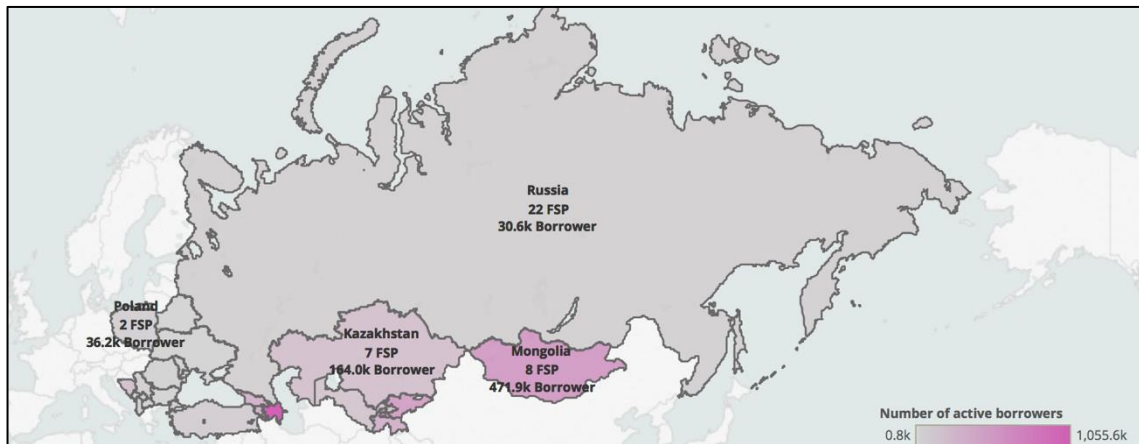 Russia
22 FSP
30.6k Borrower
Poland
2 FSP
36.2k Borrower
Kazakhstan
7 FSP
164.0k Borrower
Mongolia
8 FSP
471.9k Borrower
Number of active borrowers
0.8k 1,055.6k